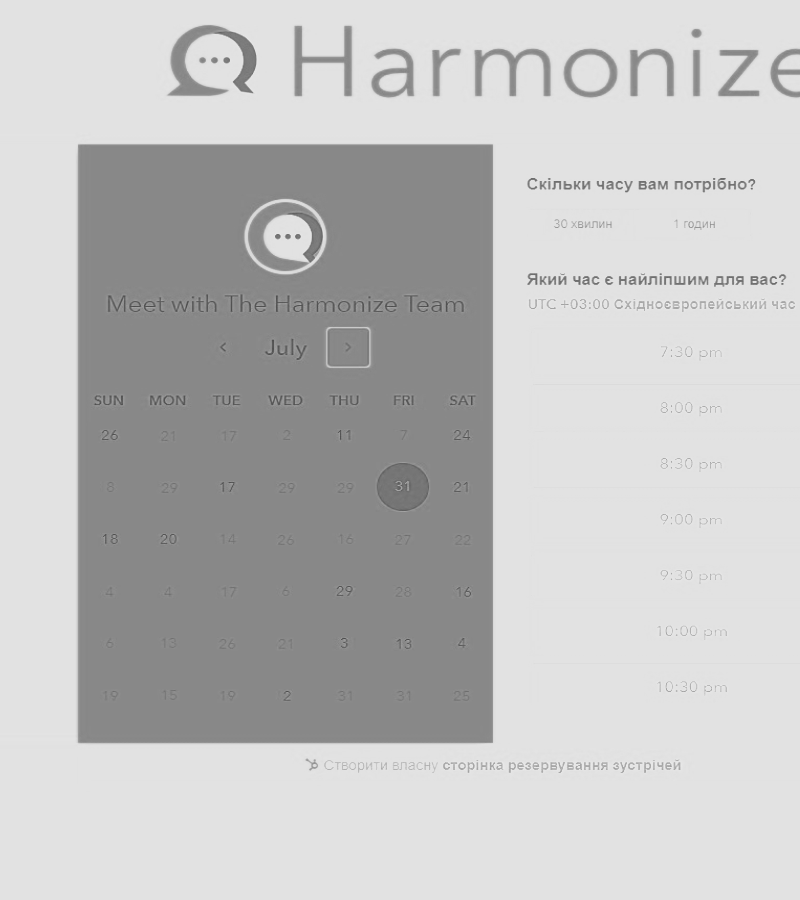 Harmonize
Meet with The Harmonize Team
July
SUN MON TUE WED THU FRI SAT
26 21 17 2 11 7 24
8 29 17 29 29 31 21
18 20 14 26 16 27 22
4 4 17 6 29 28 16
6 13 26 21 3 13 4
19 15 19 2 31 31 25
Скільки часу вам потрібно?
30 хвилин 1 годин
Який час є найліпшим для вас?
UTC +03:00 Східноєвропейський час
7:30 pm
8:00 pm
8:30 pm
9:00 pm
9:30 pm
10:00 pm
10:30 pm
Створити власну сторінка резервування зустрічей